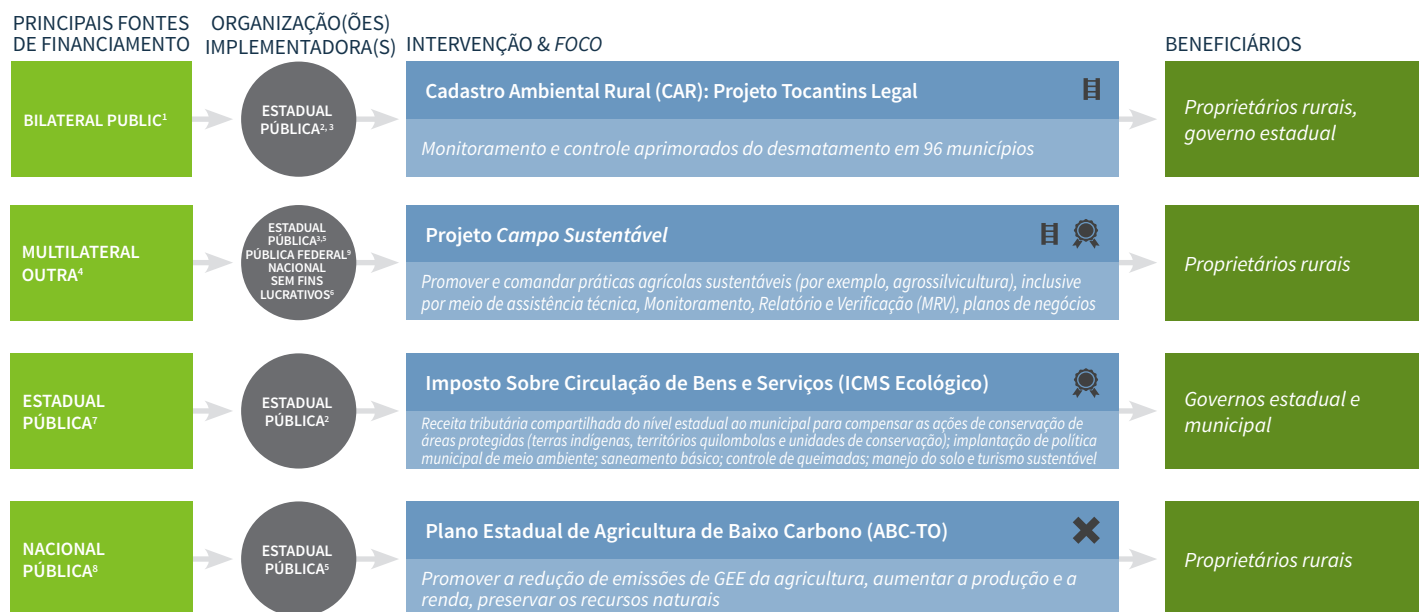 PRINCIPAIS FONTES
DE FINANCIAMENTO
ORGANIZAÇÃO(ÕES)
IMPLEMENTADORA(S)
INTERVENÇÃO & FOCO
BENEFICIÁRIOS
BILATERAL PUBLIC¹
ESTADUAL
PÚBLICA²,³
Cadastro Ambiental Rural (CAR): Projeto Tocantins Legal
Monitoramento e controle aprimorados do desmatamento em 96 municípios
Proprietários rurais,
governo estadual
MULTILATERAL
OUTRA⁴
ESTADUAL
PÚBLICA³,⁵
PÚBLICA FEDERAL⁹
NACIONAL
SEM FINS
LUCRATIVOS⁶
Projeto Campo Sustentável
Promover e comandar práticas agrícolas sustentáveis (por exemplo, agrossilvicultura), inclusive
por meio de assistência técnica, Monitoramento, Relatório e Verificação (MRV), planos de negócios
Proprietários rurais
ESTADUAL
PÚBLICA⁷
ESTADUAL
PÚBLICA²
Imposto Sobre Circulação de Bens e Serviços (ICMS Ecológico)
Receita tributária compartilhada do nível estadual ao municipal para compensar as ações de conservação de
áreas protegidas (terras indígenas, territórios quilombolas e unidades de conservação); implantação de política
municipal de meio ambiente; saneamento básico; controle de queimadas; manejo do solo e turismo sustentável
Governos estadual e
municipal
NACIONAL
PÚBLICA⁸
ESTADUAL
PÚBLICA⁵
Plano Estadual de Agricultura de Baixo Carbono (ABC-TO)
Promover a redução de emissões de GEE da agricultura, aumentar a produção e a
renda, preservar os recursos naturais
Proprietários rurais